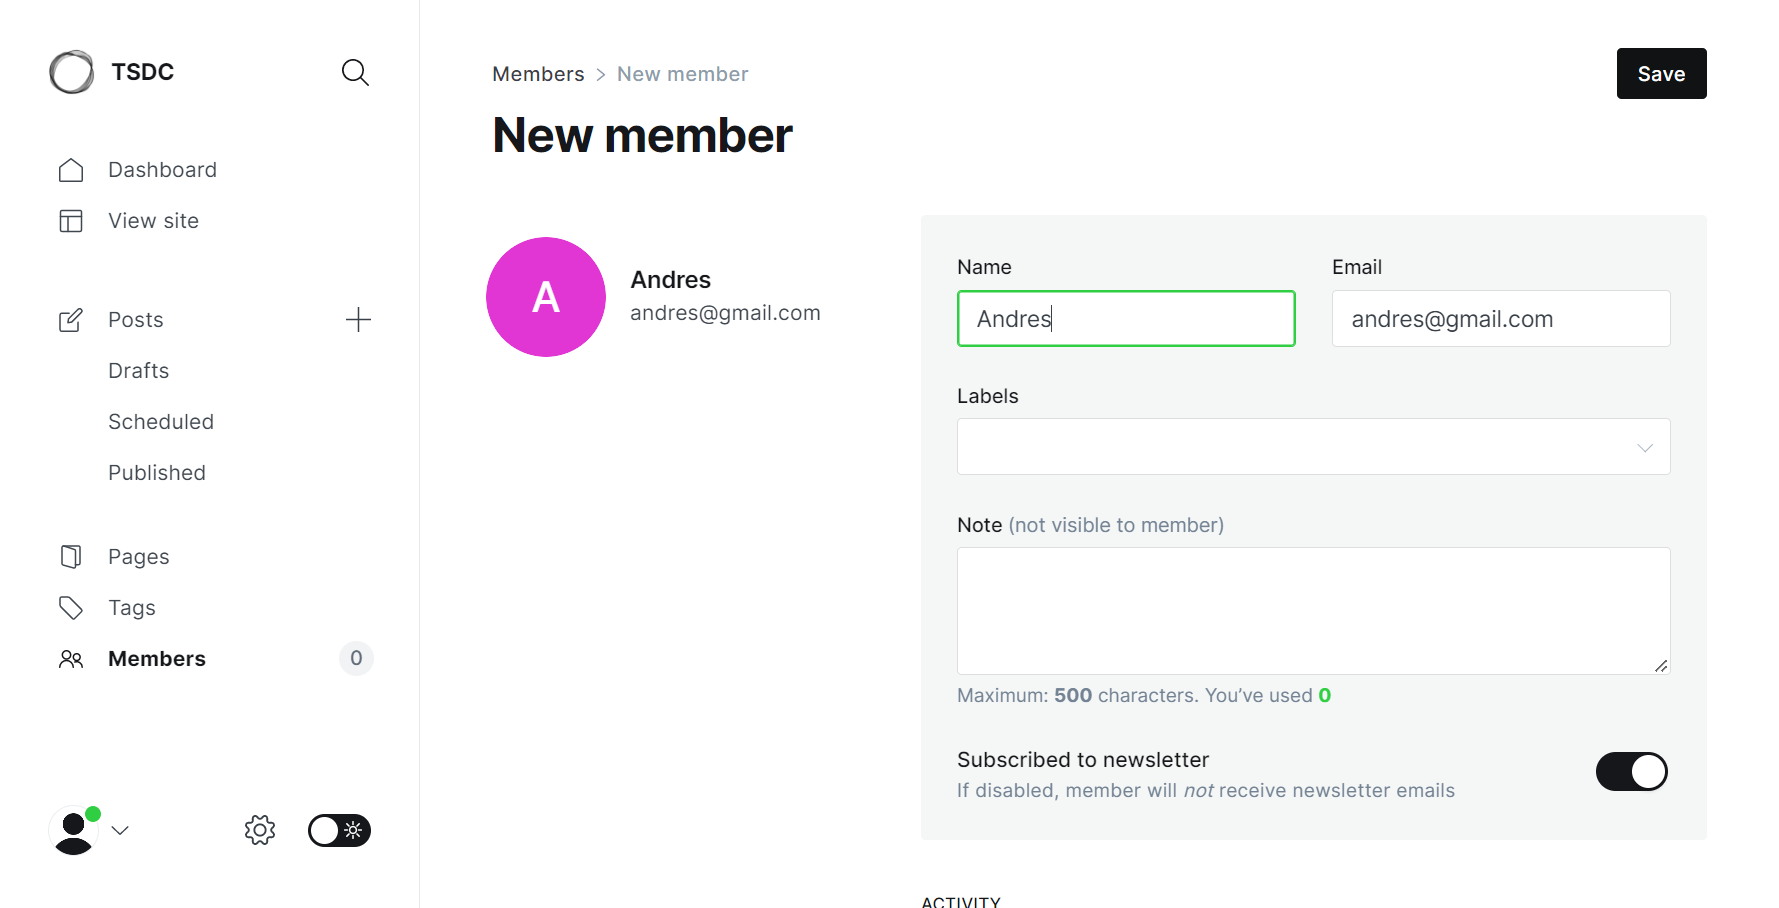 TSDC
Dashboard
View site
Posts
Drafts
Scheduled
Published
Pages
Tags
Members 0
Members > New member
Save
New member
A
Andres
andres@gmail.com
Name
Andres
Email
andres@gmail.com
Labels
Note (not visible to member)
Maximum: 500 characters. You’ve used 0
Subscribed to newsletter
If disabled, member will not receive newsletter emails
ACTIVITY